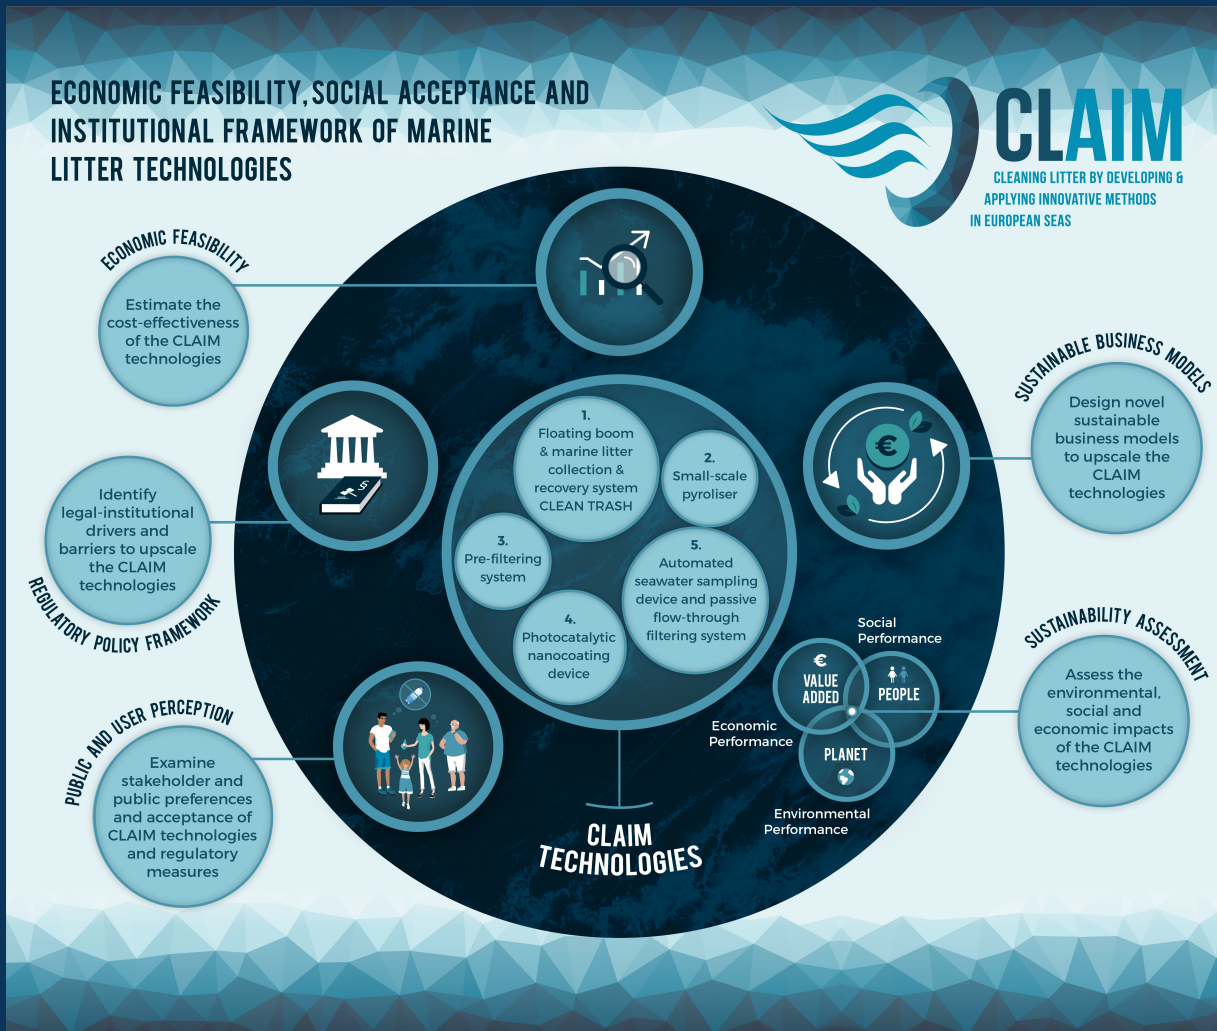 ECONOMIC FEASIBILITY, SOCIAL ACCEPTANCE AND
INSTITUTIONAL FRAMEWORK OF MARINE
LITTER TECHNOLOGIES
CLAIM
CLEANING LITTER BY DEVELOPING &
APPLYING INNOVATIVE METHODS
IN EUROPEAN SEAS
ECONOMIC FEASIBILITY
Estimate the
cost-effectiveness
of the CLAIM
technologies
Identify
legal-institutional
drivers and
barriers to upscale
the CLAIM
technologies
REGULATORY POLICY FRAMEWORK
PUBLIC AND USER PERCEPTION
Examine
stakeholder and
public preferences
and acceptance of
CLAIM technologies
and regulatory
measures
1.
Floating boom
& marine litter
collection &
recovery system
CLEAN TRASH
2.
Small-scale
pyroliser
3.
Pre-filtering
system
4.
Photocatalytic
nanocoating
device
5.
Automated
seawater sampling
device and passive
flow-through
filtering system
CLAIM
TECHNOLOGIES
§
€
SUSTAINABLE BUSINESS MODELS
Design novel
sustainable
business models
to upscale the
CLAIM
technologies
Social
Performance
€
VALUE
ADDED
PEOPLE
Economic
Performance
PLANET
Environmental
Performance
SUSTAINABILITY ASSESSMENT
Assess the
environmental,
social and
economic impacts
of the CLAIM
technologies